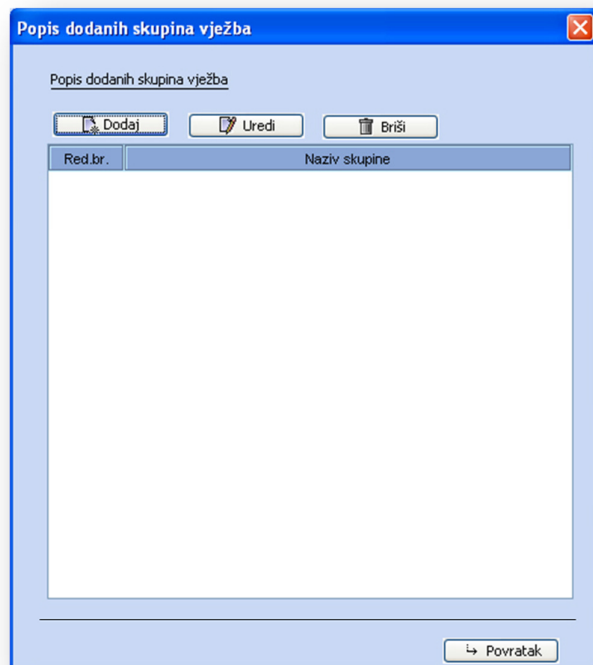 Popis dodanih skupina vježba
Popis dodanih skupina vježba
Dodaj Uredi Briši
Red.br. Naziv skupine
Povratak